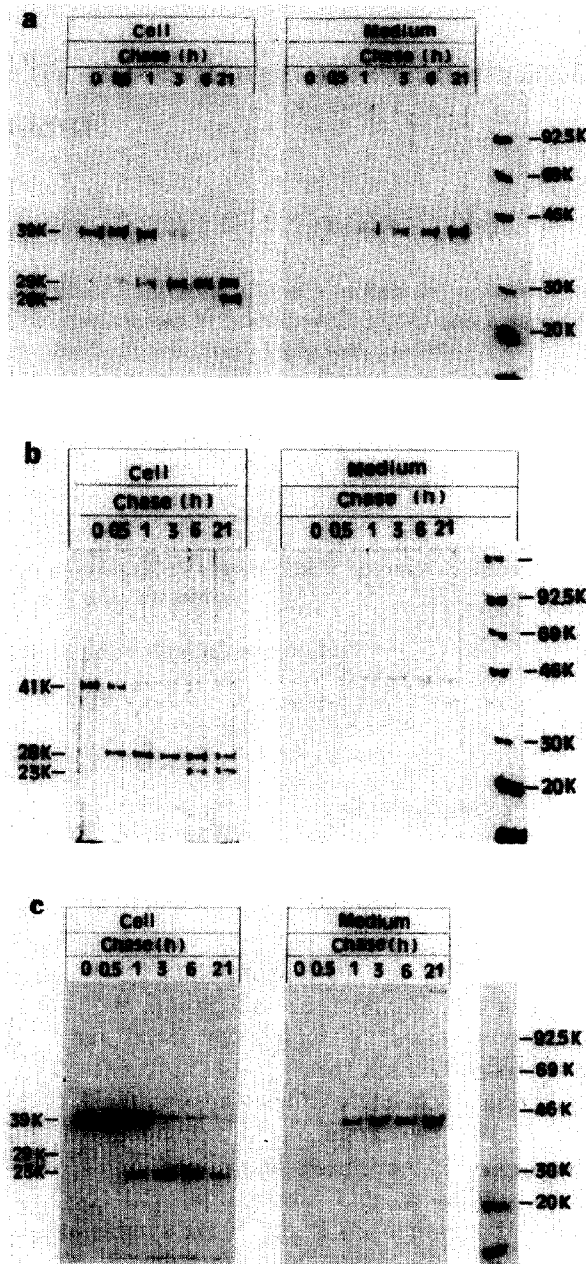 a
Cell Medium
Chase (h) Chase (h)
0 0.5 1 3 6 21 0 0.5 1 3 6 21
-92.5K
-69K
39K- -46K
29K-
-30K
-20K
b
Cell Medium
Chase (h) Chase (h)
0 0.5 1 3 6 21 0 0.5 1 3 6 21
-92.5K
-69K
41K- -46K
-30K
23K- -20K
c
Cell Medium
Chase(h) Chase(h)
0 0.5 1 3 6 21 0 0.5 1 3 6 21
-92.5K
-69K
39K- -46K
29K-
25K- -30K
-20K